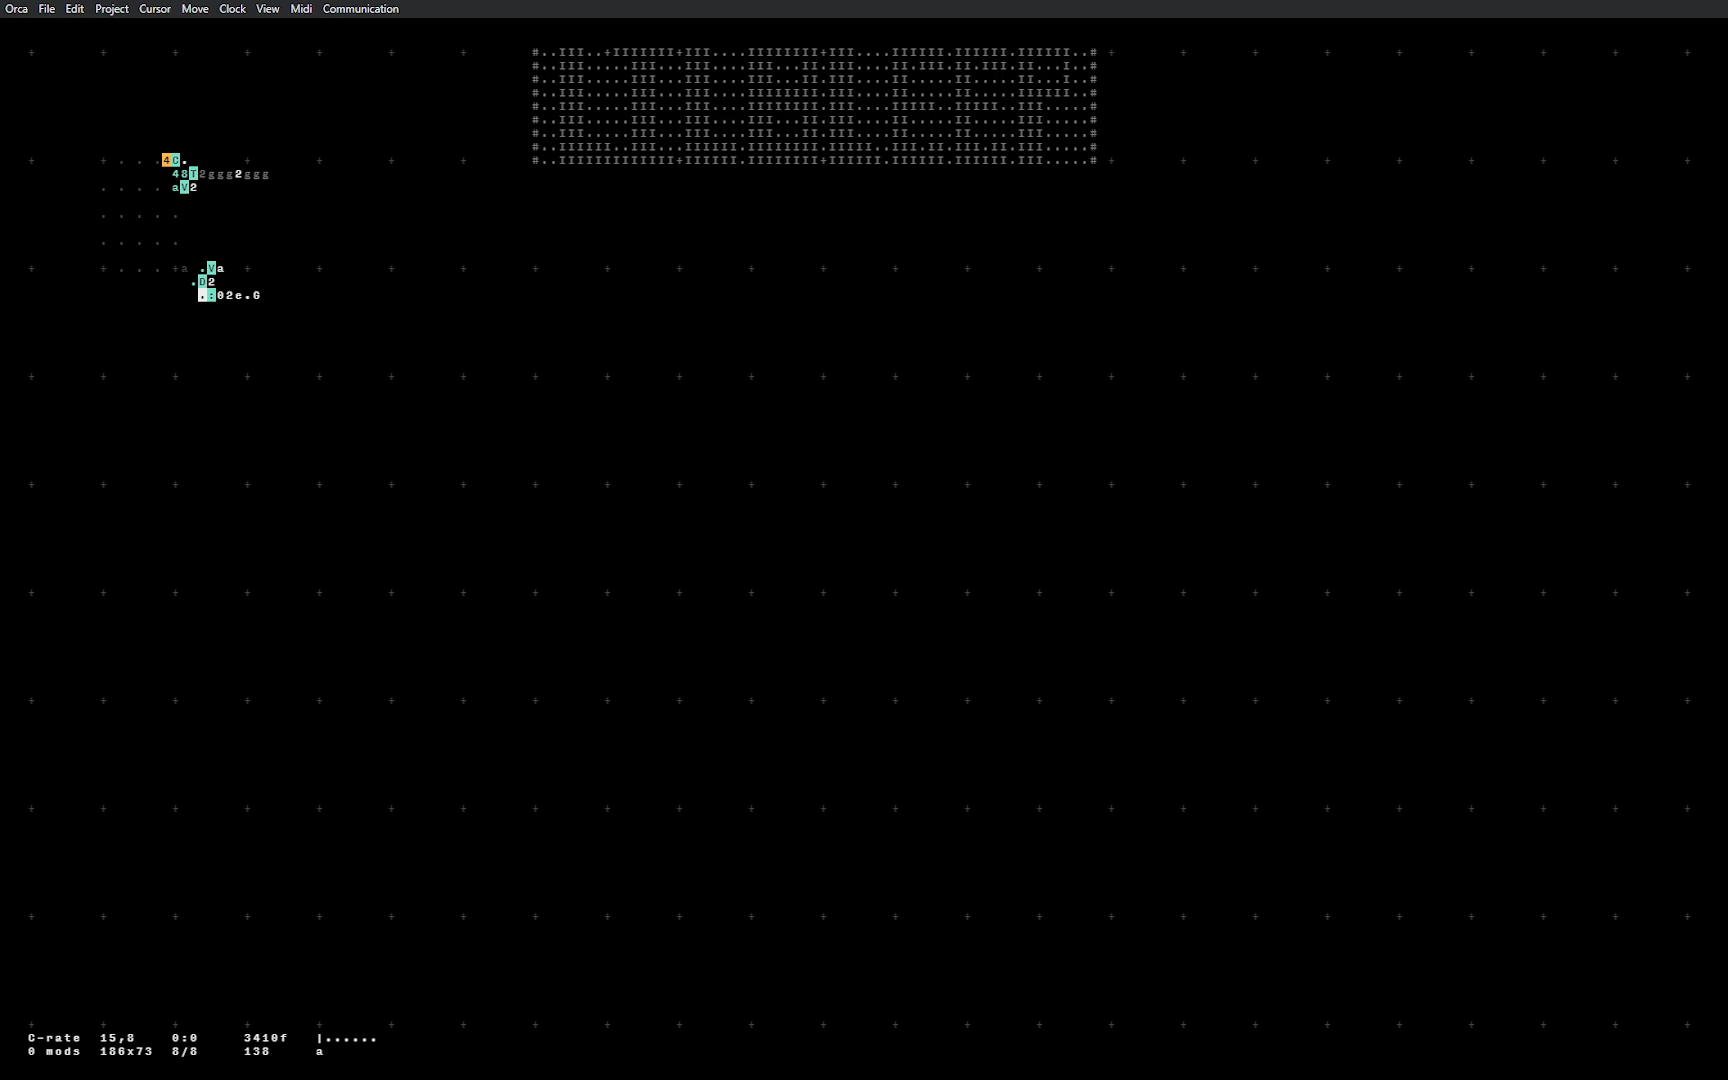 Orca File Edit Project Cursor Move Clock View Midi Communication
#..III..+IIIIIII+III....IIIIIIII+III....IIIIII.IIIIII.IIIIII..#
#..III.....III...III....III...II.III....II.III.II.III.II...I..#
#..III.....III...III....III...II.III....II.....II.....II...I..#
#..III.....III...III....IIIIIIII.III....II.....II.....IIIIII..#
#..III.....III...III....IIIIIIII.III....IIIII..IIIII..III.....#
#..III.....III...III....III...II.III....II.....II.....III.....#
#..III.....III...III....III...II.III....II.....II.....III.....#
#..IIIIII..III...IIIIII.IIIIIIII.IIIIII.III.II.III.II.III.....#
#..IIIIIIIIIIIII+IIIIII.IIIIIIII+IIIIII.IIIIII.IIIIII.III.....#
4C.
48T2ggg2ggg
aV2
a .Va
.D2
.:02e.G
C-rate 15,8 0:0 3410f |......
0 mods 186x73 8/8 138 a